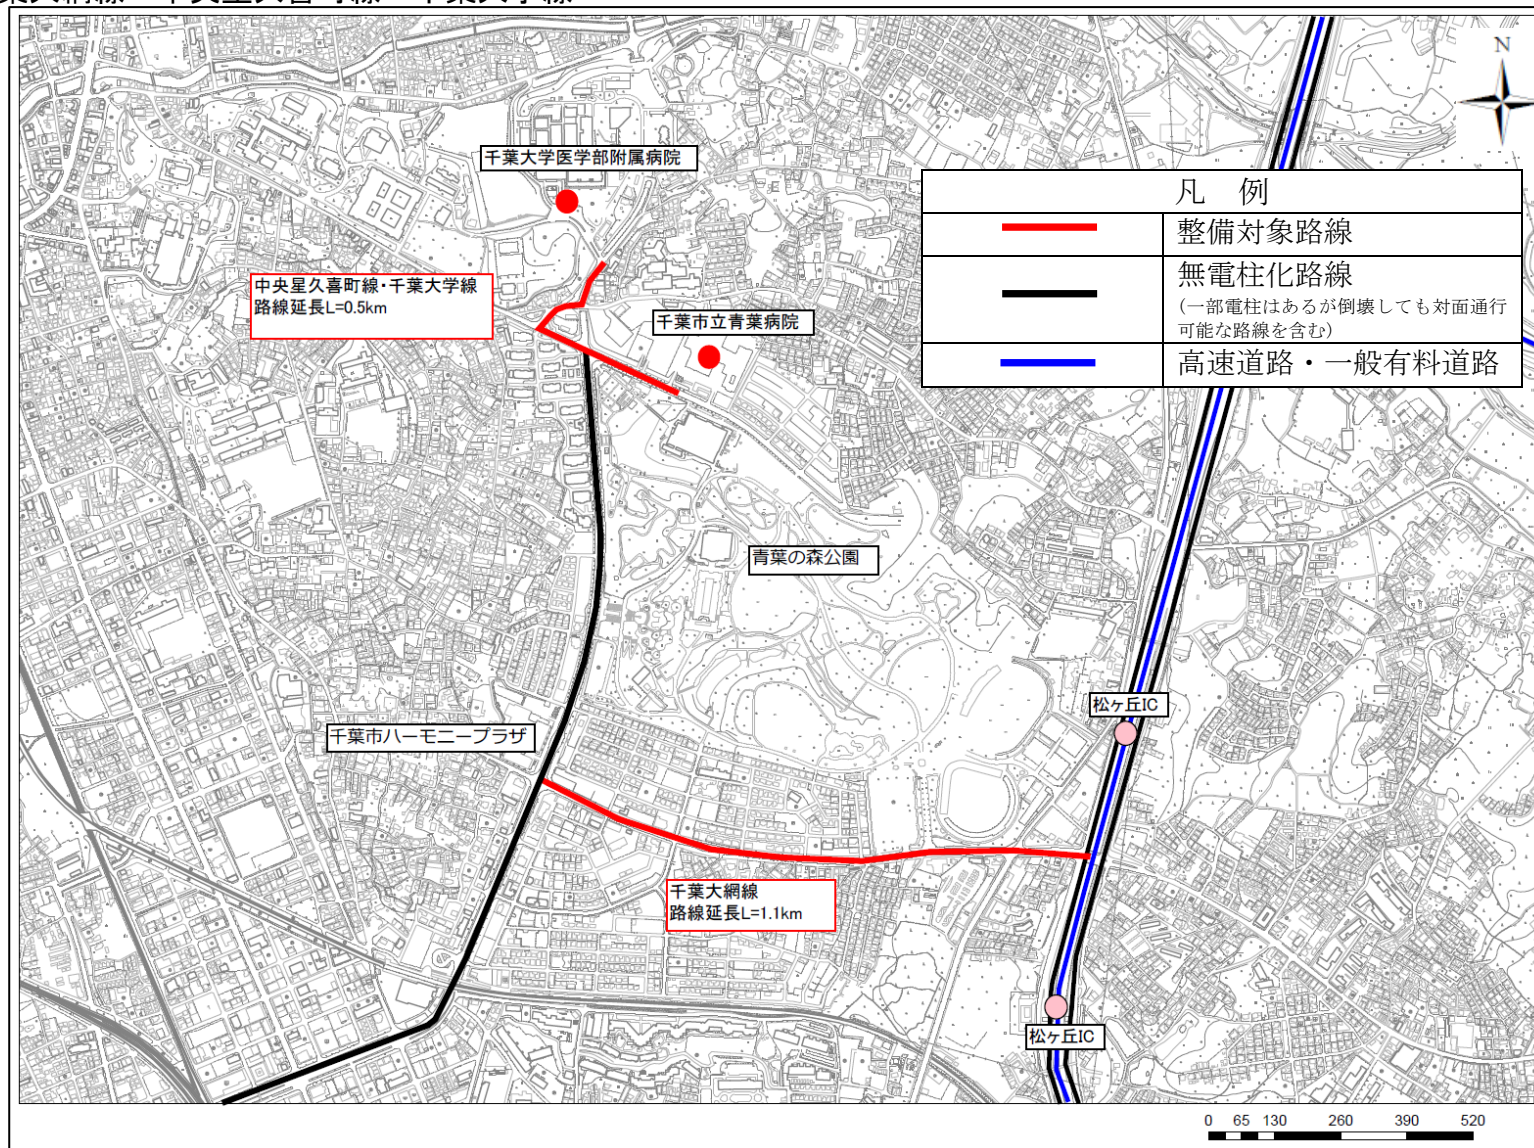 N
千葉大学医学部附属病院
凡 例
整備対象路線
無電柱化路線
(一部電柱はあるが倒壊しても対面通行
可能な路線を含む)
高速道路・一般有料道路
中央星久喜町線・千葉大学線
路線延長L=0.5km
千葉市立青葉病院
青葉の森公園
松ヶ丘IC
千葉市ハーモニープラザ
千葉大網線
路線延長L=1.1km
松ヶ丘IC
0 65 130 260 390 520